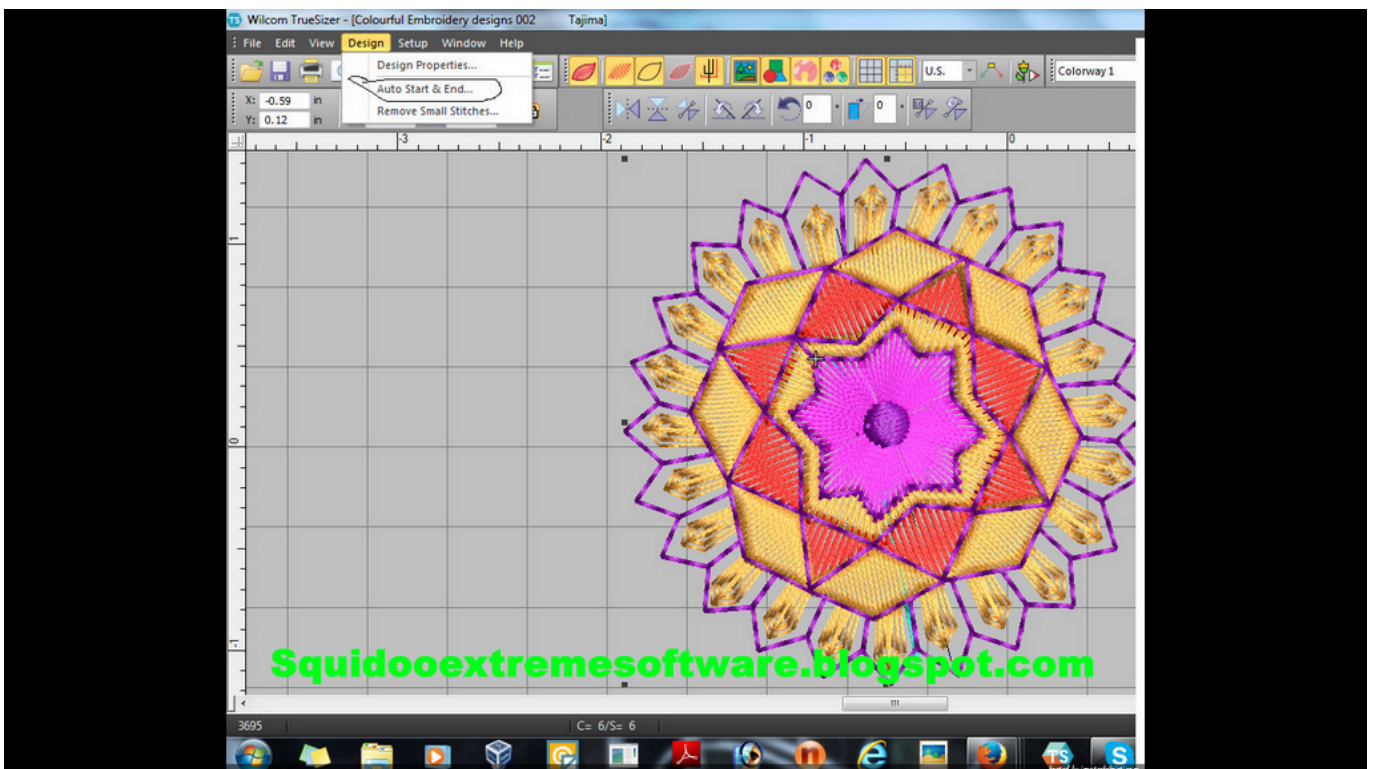 Wilcom TrueSizer - [Colourful Embroidery designs 002 Tajima]
File Edit View Design Setup Window Help
Design Properties...
Auto Start & End...
Remove Small Stitches...
U.S.
Colorway 1
X: -0.59 in
Y: 0.12 in
0
0
-3 -2 -1 0
1
0
-1
Squidooextremesoftware.blogspot.com
3695 C= 6/S= 6
TS